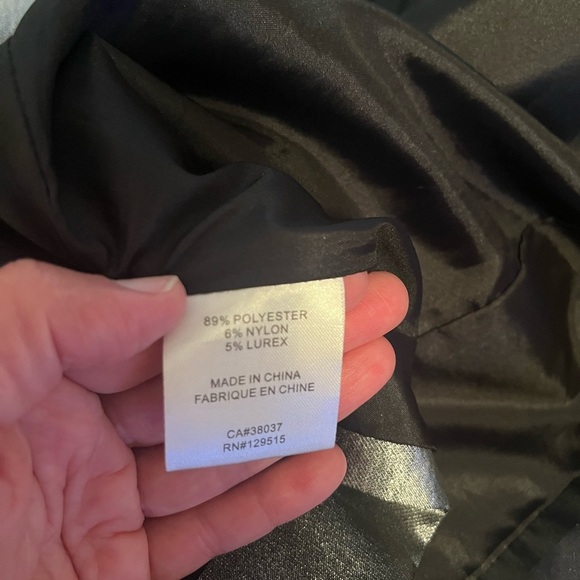 89% POLYESTER
6% NYLON
5% LUREX
MADE IN CHINA
FABRIQUE EN CHINE
CA#38037
RN#129515